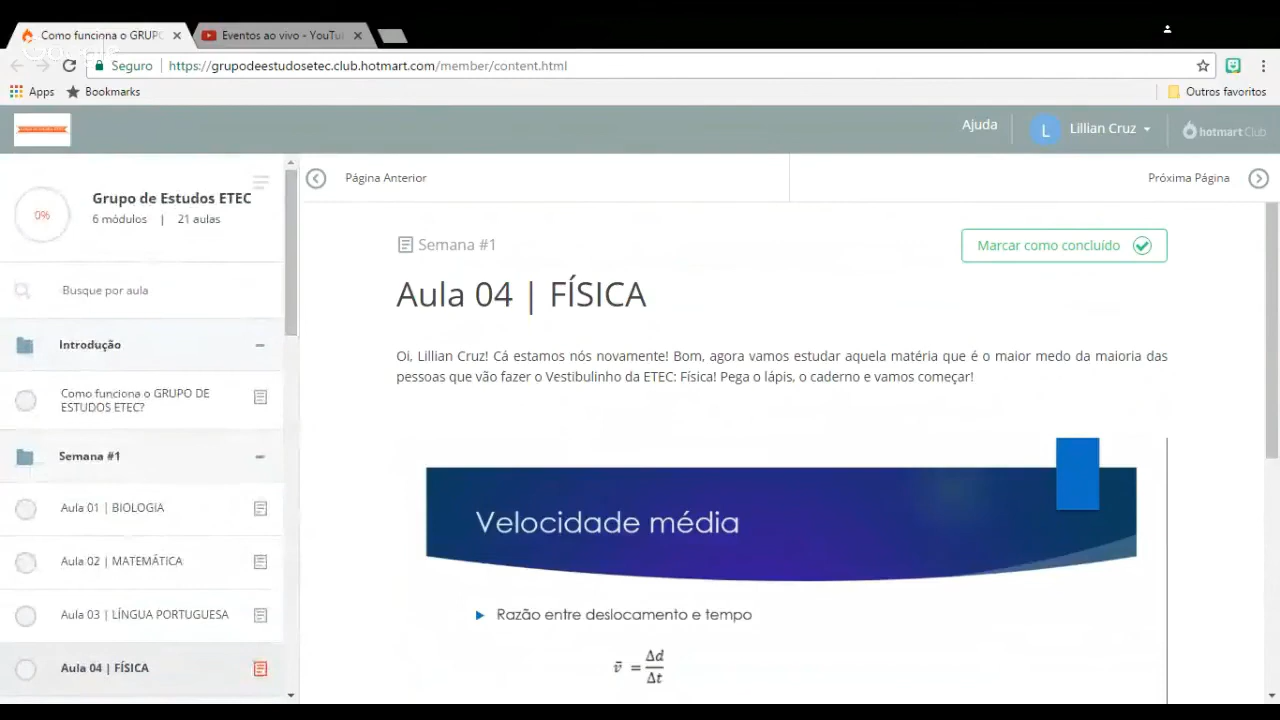 Como funciona o GRUPO
Eventos ao vivo - YouTu
Seguro
https://grupodeestudosetec.club.hotmart.com/member/content.html
Apps
Bookmarks
Outros favoritos
Ajuda
L
Lillian Cruz
hotmart Club
0%
Grupo de Estudos ETEC
6 módulos | 21 aulas
Busque por aula
Introdução
Como funciona o GRUPO DE
ESTUDOS ETEC?
Semana #1
Aula 01 | BIOLOGIA
Aula 02 | MATEMÁTICA
Aula 03 | LÍNGUA PORTUGUESA
Aula 04 | FÍSICA
Página Anterior
Próxima Página
Semana #1
Marcar como concluído
Aula 04 | FÍSICA
Oi, Lillian Cruz! Cá estamos nós novamente! Bom, agora vamos estudar aquela matéria que é o maior medo da maioria das
pessoas que vão fazer o Vestibulinho da ETEC: Física! Pega o lápis, o caderno e vamos começar!
Velocidade média
Razão entre deslocamento e tempo
v̄ = Δd/Δt